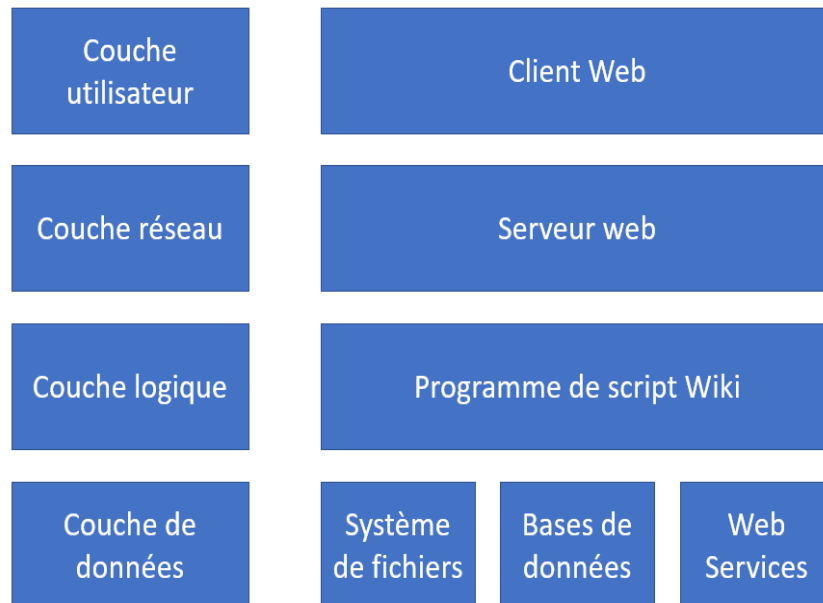 Couche
utilisateur
Client Web
Couche réseau
Serveur web
Couche logique
Programme de script Wiki
Couche de
données
Système
de fichiers
Bases de
données
Web
Services